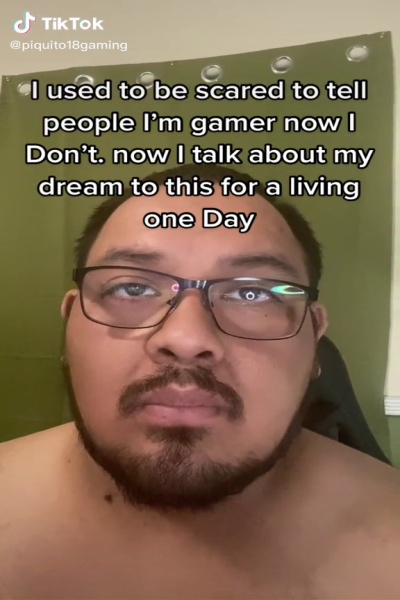 TikTok
@piquito18gaming
I used to be scared to tell
people I'm gamer now I
Don't. now I talk about my
dream to this for a living
one Day